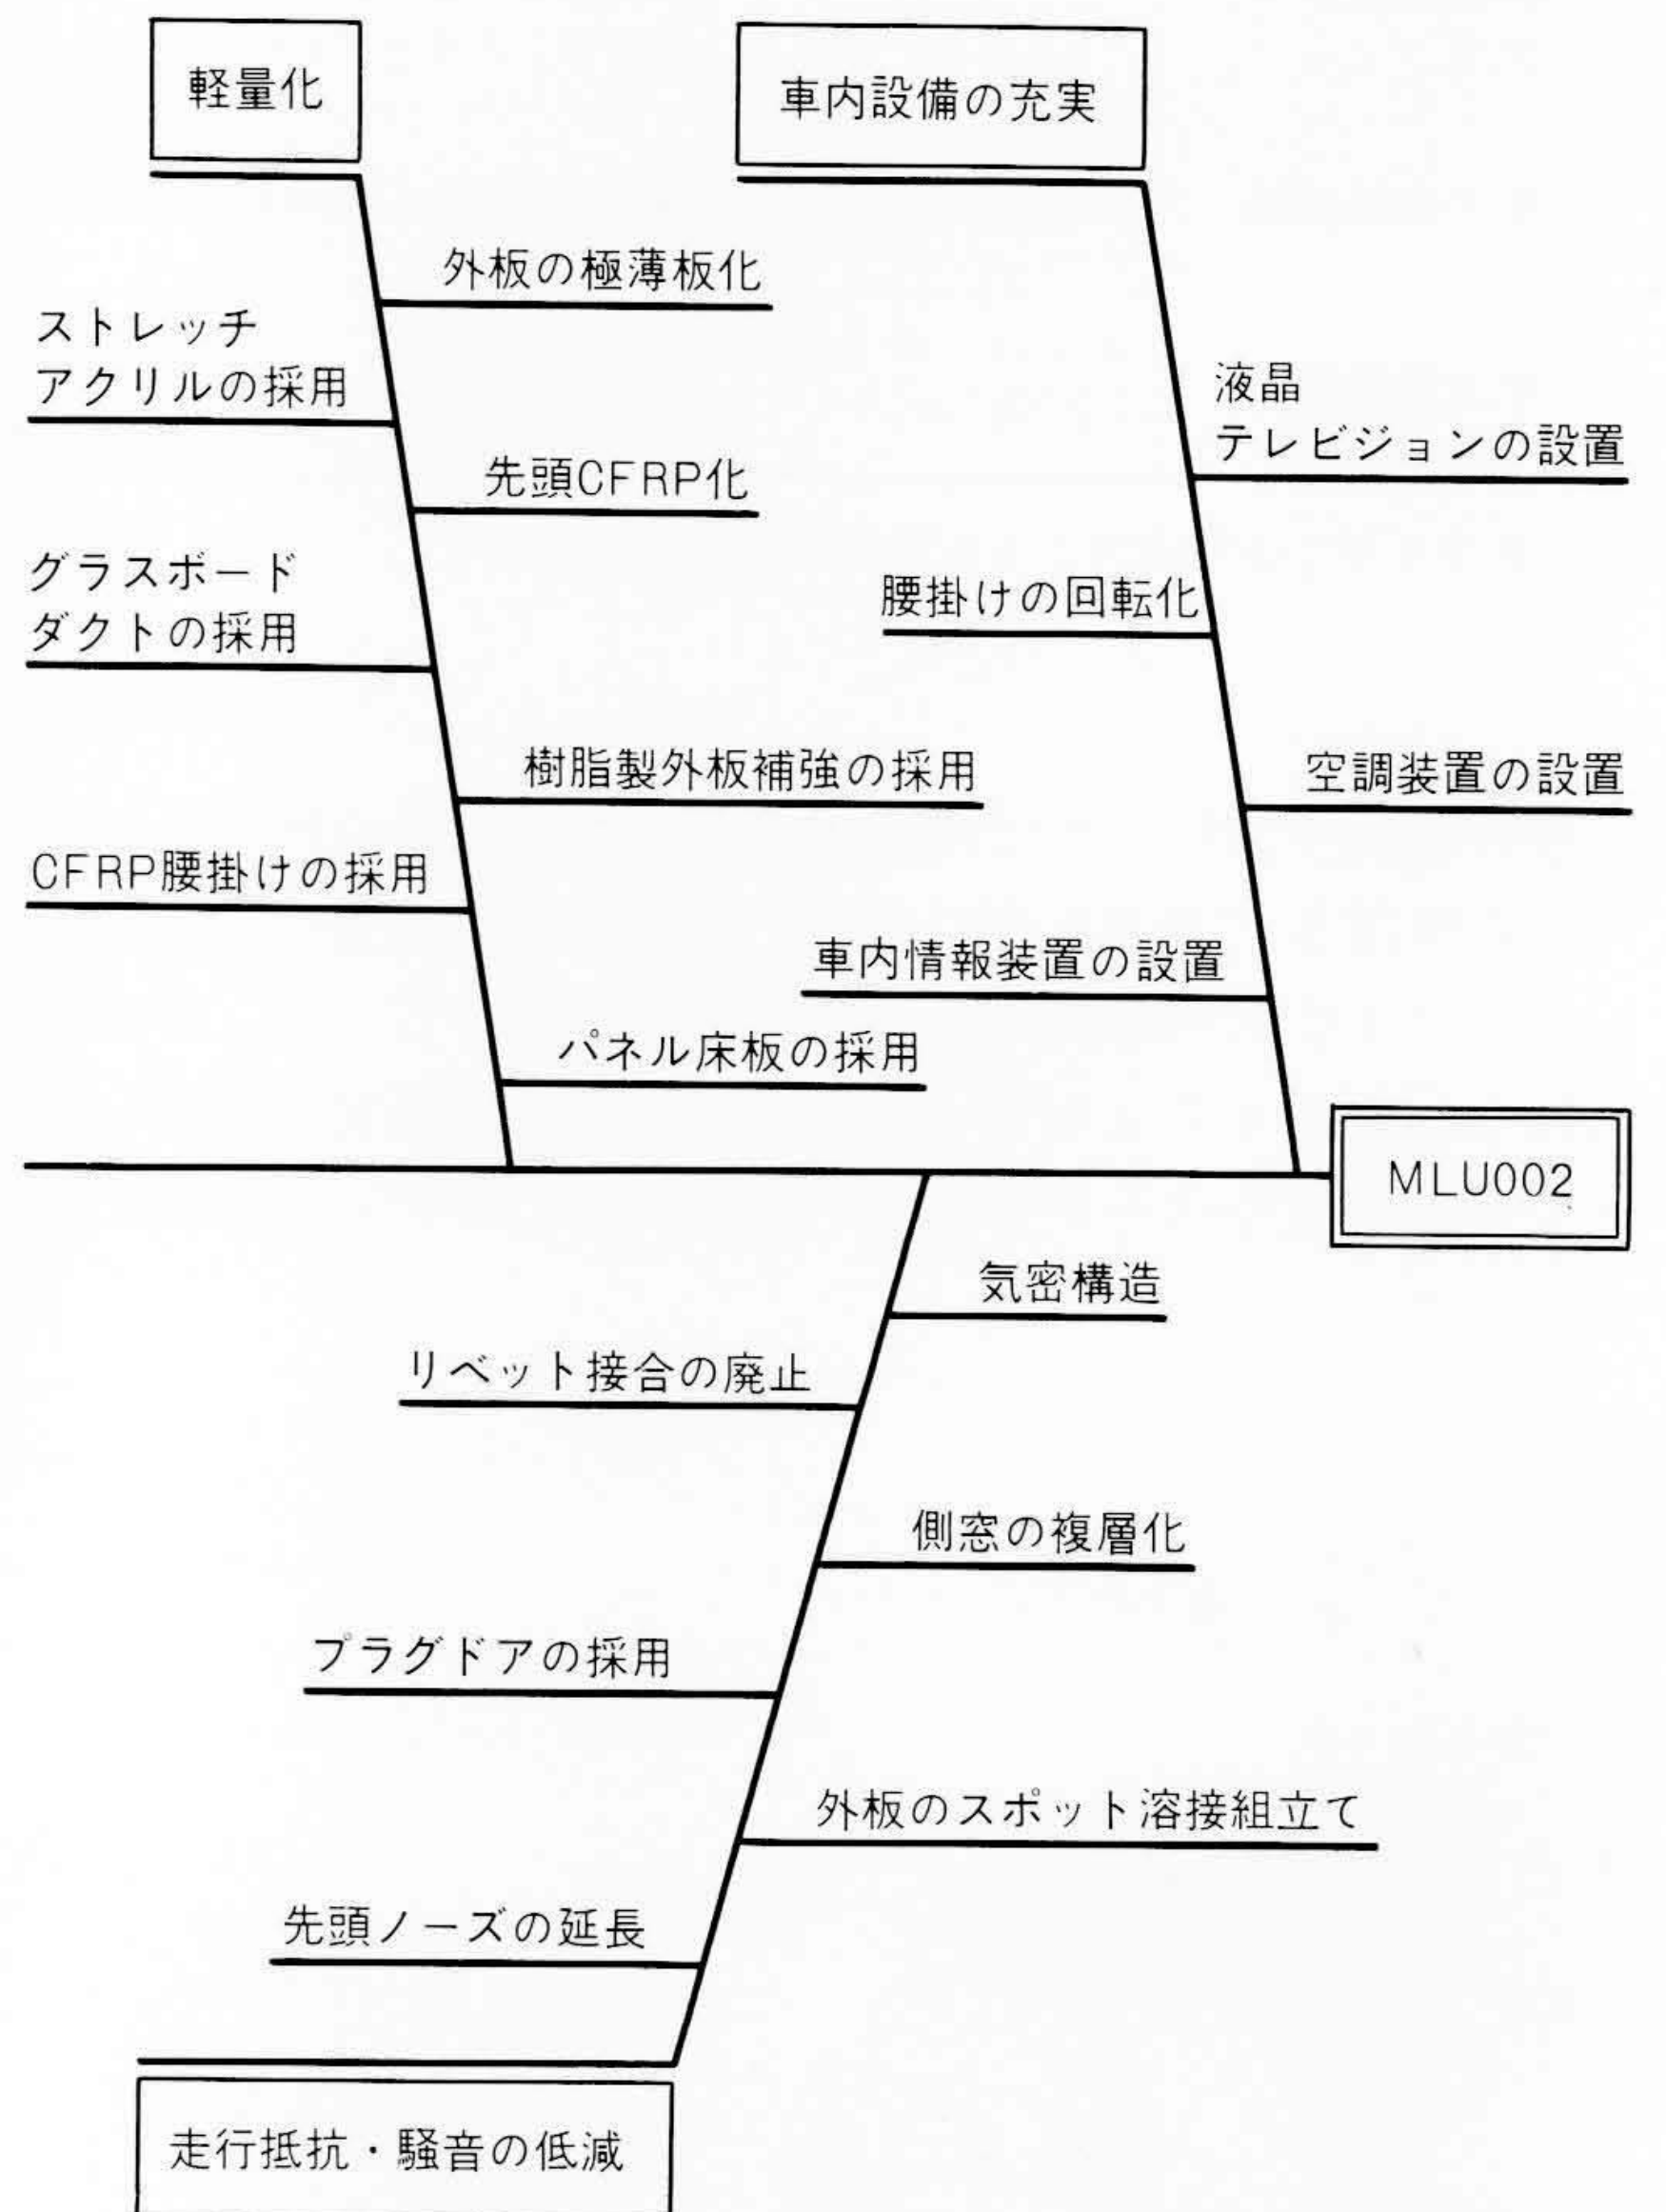 軽量化
車内設備の充実
外板の極薄板化
ストレッチ
アクリルの採用
液晶
テレビジョンの設置
先頭CFRP化
グラスボード
ダクトの採用
腰掛けの回転化
樹脂製外板補強の採用
空調装置の設置
CFRP腰掛けの採用
車内情報装置の設置
パネル床板の採用
MLU002
気密構造
リベット接合の廃止
側窓の複層化
プラグドアの採用
外板のスポット溶接組立て
先頭ノーズの延長
走行抵抗・騒音の低減